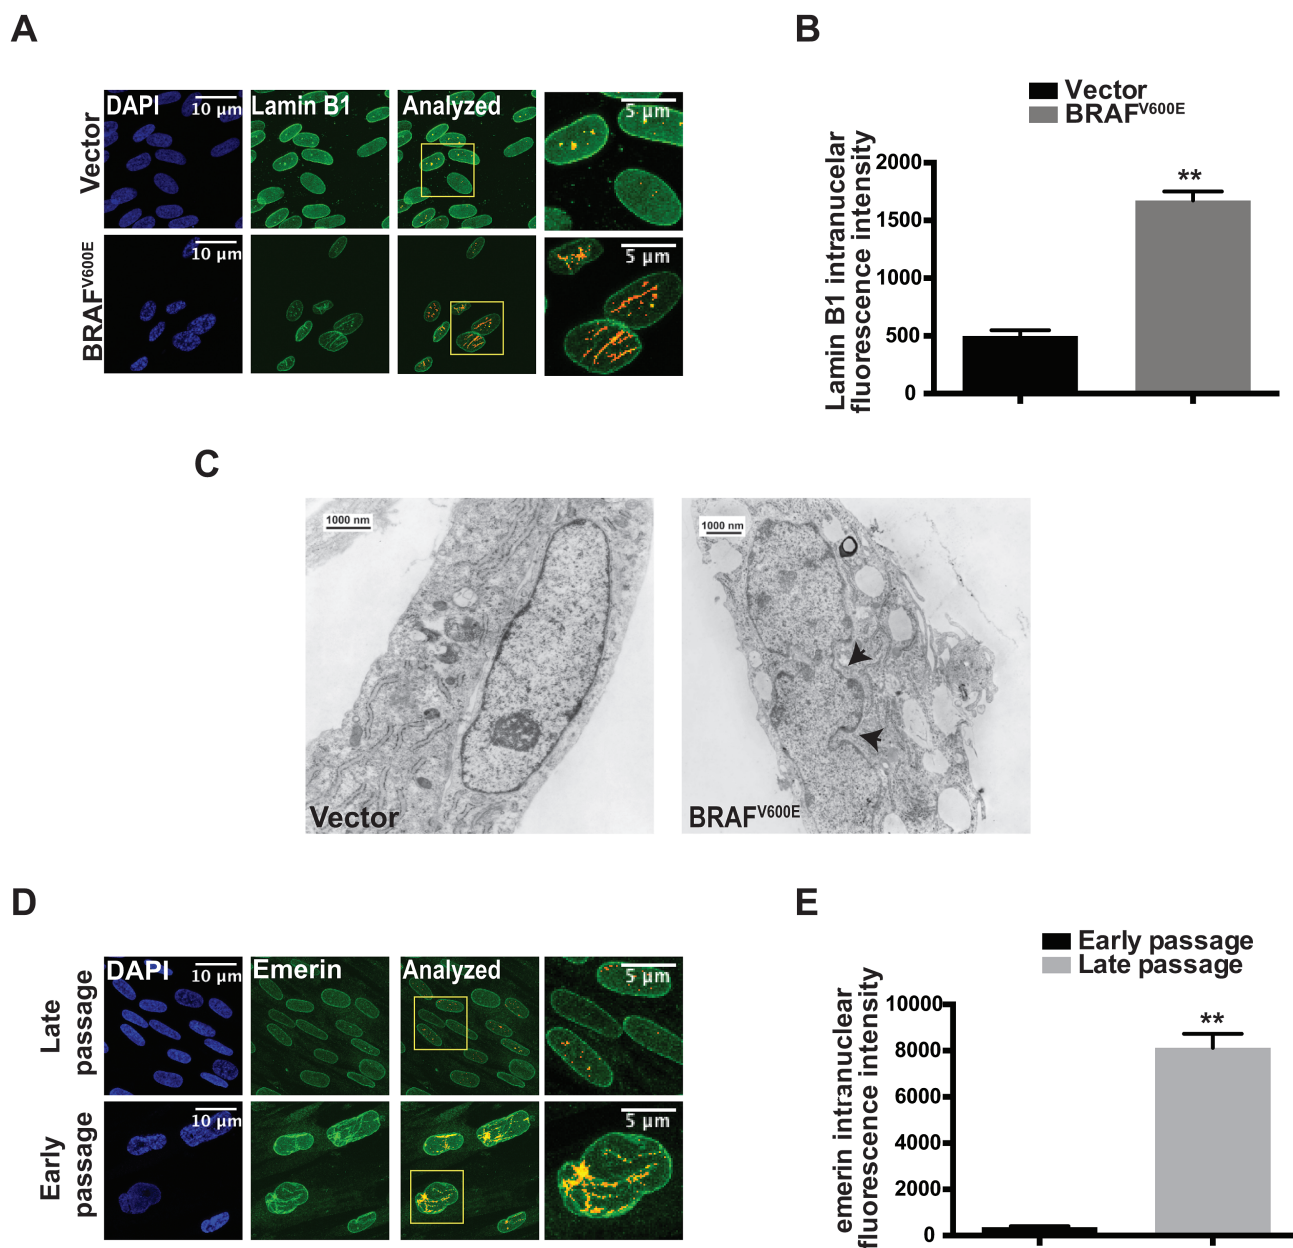 A
DAPI
10 µm
Lamin B1
Analyzed
5 µm
Vector
10 µm
5 µm
BRAFV600E
B
Vector
BRAFV600E
Lamin B1 intranucelar
fluorescence intensity
2000
1500
1000
500
0
**
C
1000 nm
Vector
1000 nm
BRAFV600E
D
DAPI
10 µm
Emerin
Analyzed
5 µm
Late
passage
10 µm
5 µm
Early
passage
E
Early passage
Late passage
emerin intranuclear
fluorescence intensity
10000
8000
6000
4000
2000
0
**